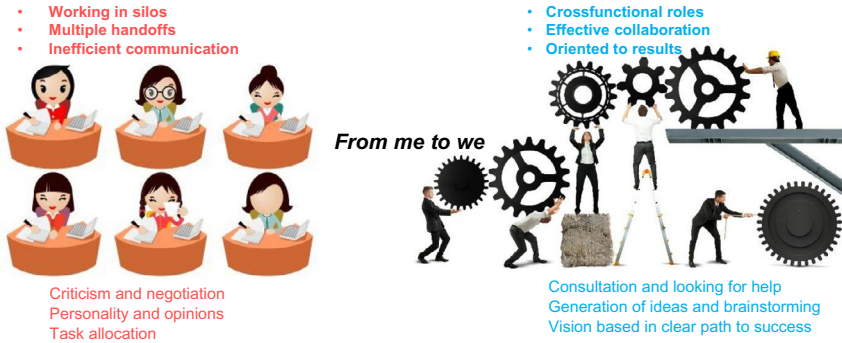 • Working in silos
• Multiple handoffs
• Inefficient communication
• Crossfunctional roles
• Effective collaboration
• Oriented to results
From me to we
Criticism and negotiation
Personality and opinions
Task allocation
Consultation and looking for help
Generation of ideas and brainstorming
Vision based in clear path to success